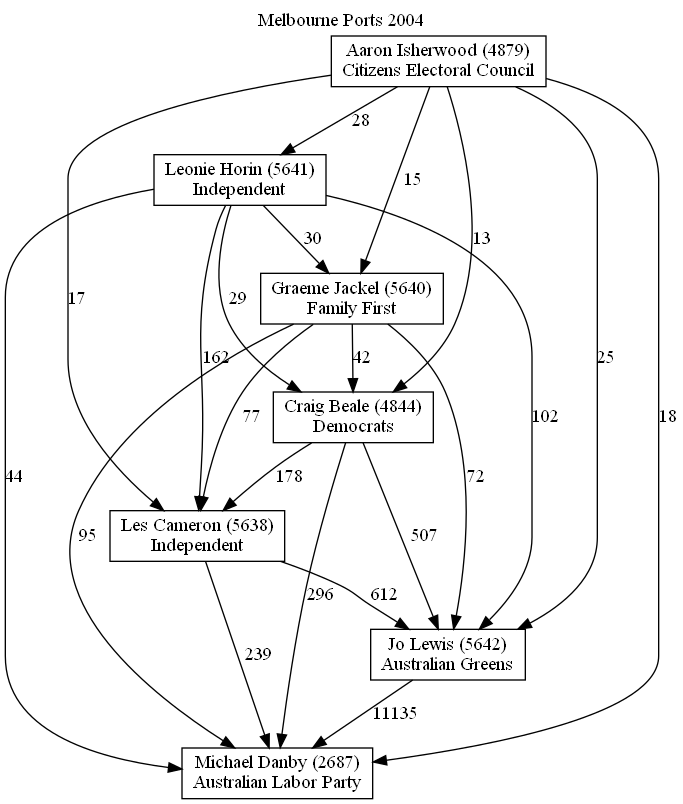 Melbourne Ports 2004
Aaron Isherwood (4879)
Citizens Electoral Council
28
15
13
17
25
18
Leonie Horin (5641)
Independent
30
29
162
102
44
Graeme Jackel (5640)
Family First
42
77
72
95
Craig Beale (4844)
Democrats
178
507
296
Les Cameron (5638)
Independent
612
239
Jo Lewis (5642)
Australian Greens
11135
Michael Danby (2687)
Australian Labor Party